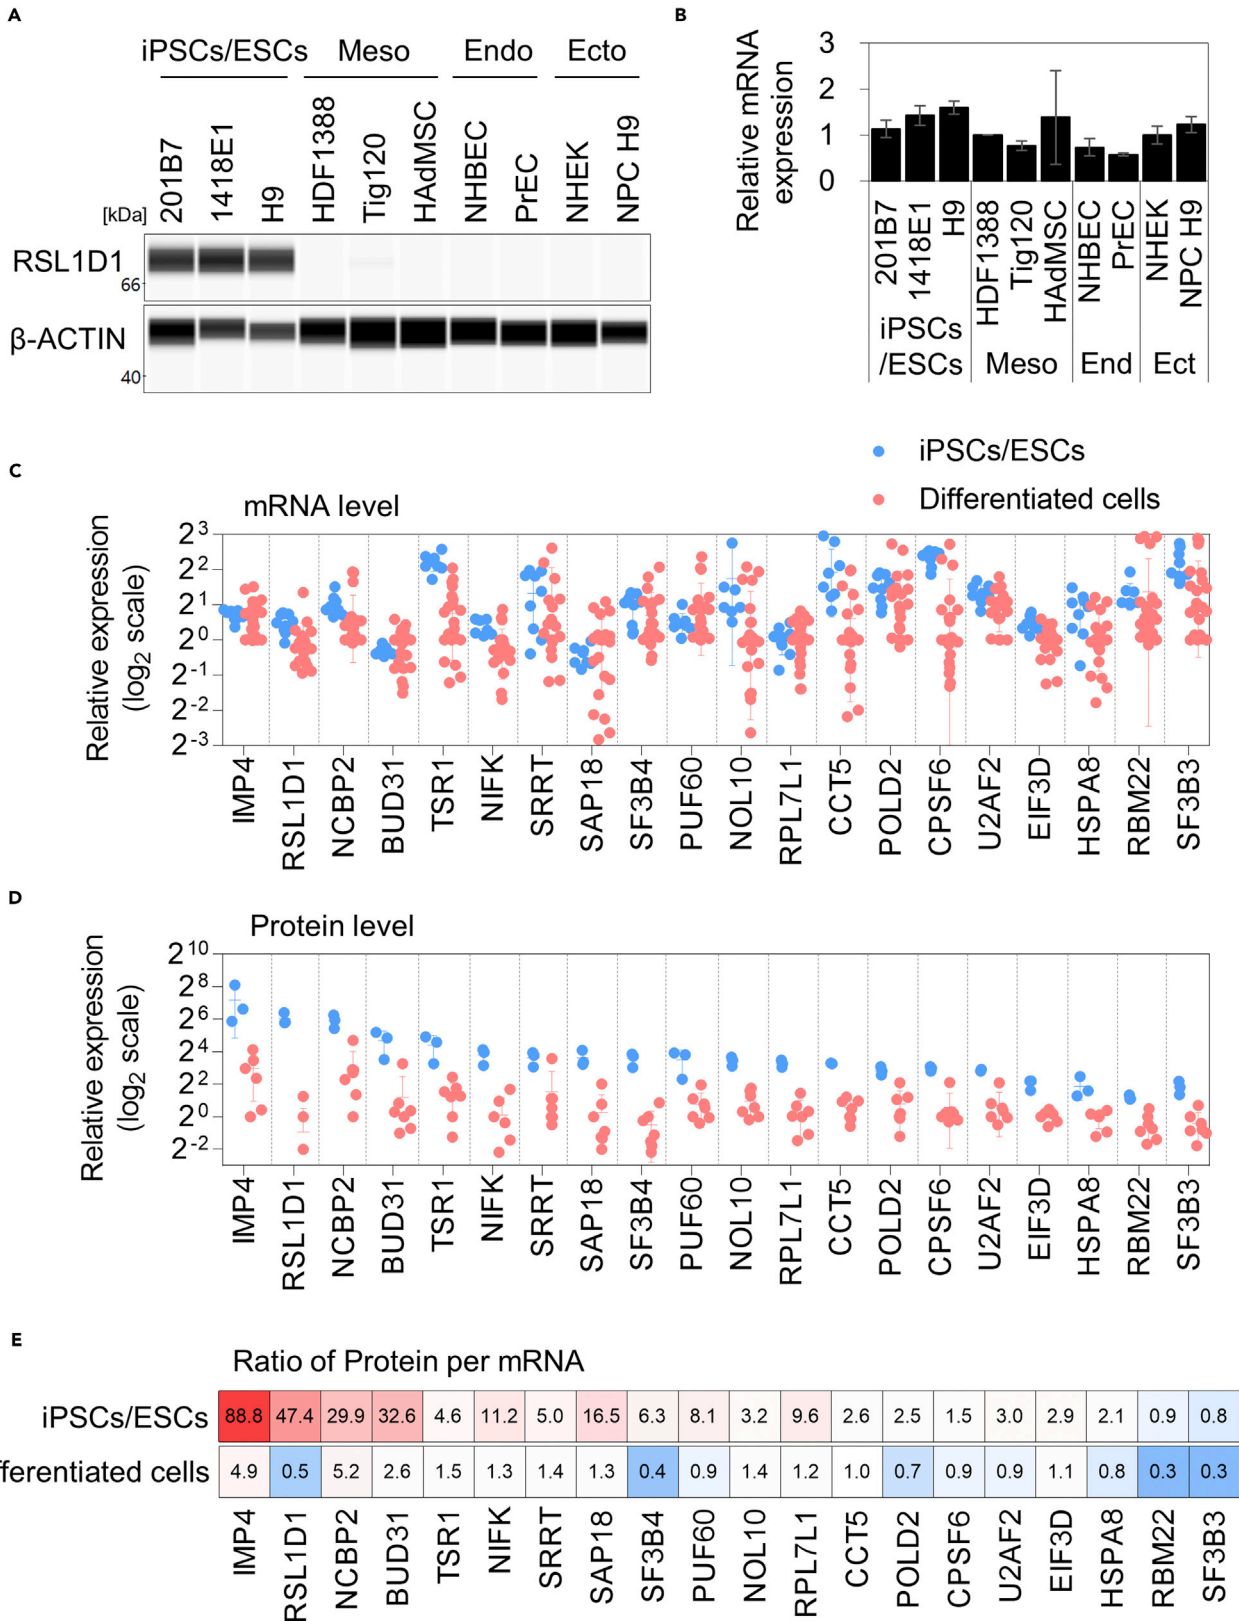 A
iPSCs/ESCs Meso Endo Ecto
201B7 1418E1 H9 HDF1388 Tig120 HAdMSC NHBEC PrEC NHEK NPC H9
[kDa]
RSL1D1
66
β-ACTIN
40
B
Relative mRNA
expression
3
2
1
0
201B7 1418E1 H9 HDF1388 Tig120 HAdMSC NHBEC PrEC NHEK NPC H9
iPSCs
/ESCs Meso End Ect
C
iPSCs/ESCs
Differentiated cells
mRNA level
Relative expression
(log2 scale)
2^3
2^2
2^1
2^0
2^-1
2^-2
2^-3
IMP4 RSL1D1 NCBP2 BUD31 TSR1 NIFK SRRT SAP18 SF3B4 PUF60 NOL10 RPL7L1 CCT5 POLD2 CPSF6 U2AF2 EIF3D HSPA8 RBM22 SF3B3
D
Protein level
Relative expression
(log2 scale)
2^10
2^8
2^6
2^4
2^2
2^0
2^-2
IMP4 RSL1D1 NCBP2 BUD31 TSR1 NIFK SRRT SAP18 SF3B4 PUF60 NOL10 RPL7L1 CCT5 POLD2 CPSF6 U2AF2 EIF3D HSPA8 RBM22 SF3B3
E
Ratio of Protein per mRNA
iPSCs/ESCs 88.8 47.4 29.9 32.6 4.6 11.2 5.0 16.5 6.3 8.1 3.2 9.6 2.6 2.5 1.5 3.0 2.9 2.1 0.9 0.8
fferentiated cells 4.9 0.5 5.2 2.6 1.5 1.3 1.4 1.3 0.4 0.9 1.4 1.2 1.0 0.7 0.9 0.9 1.1 0.8 0.3 0.3
IMP4 RSL1D1 NCBP2 BUD31 TSR1 NIFK SRRT SAP18 SF3B4 PUF60 NOL10 RPL7L1 CCT5 POLD2 CPSF6 U2AF2 EIF3D HSPA8 RBM22 SF3B3